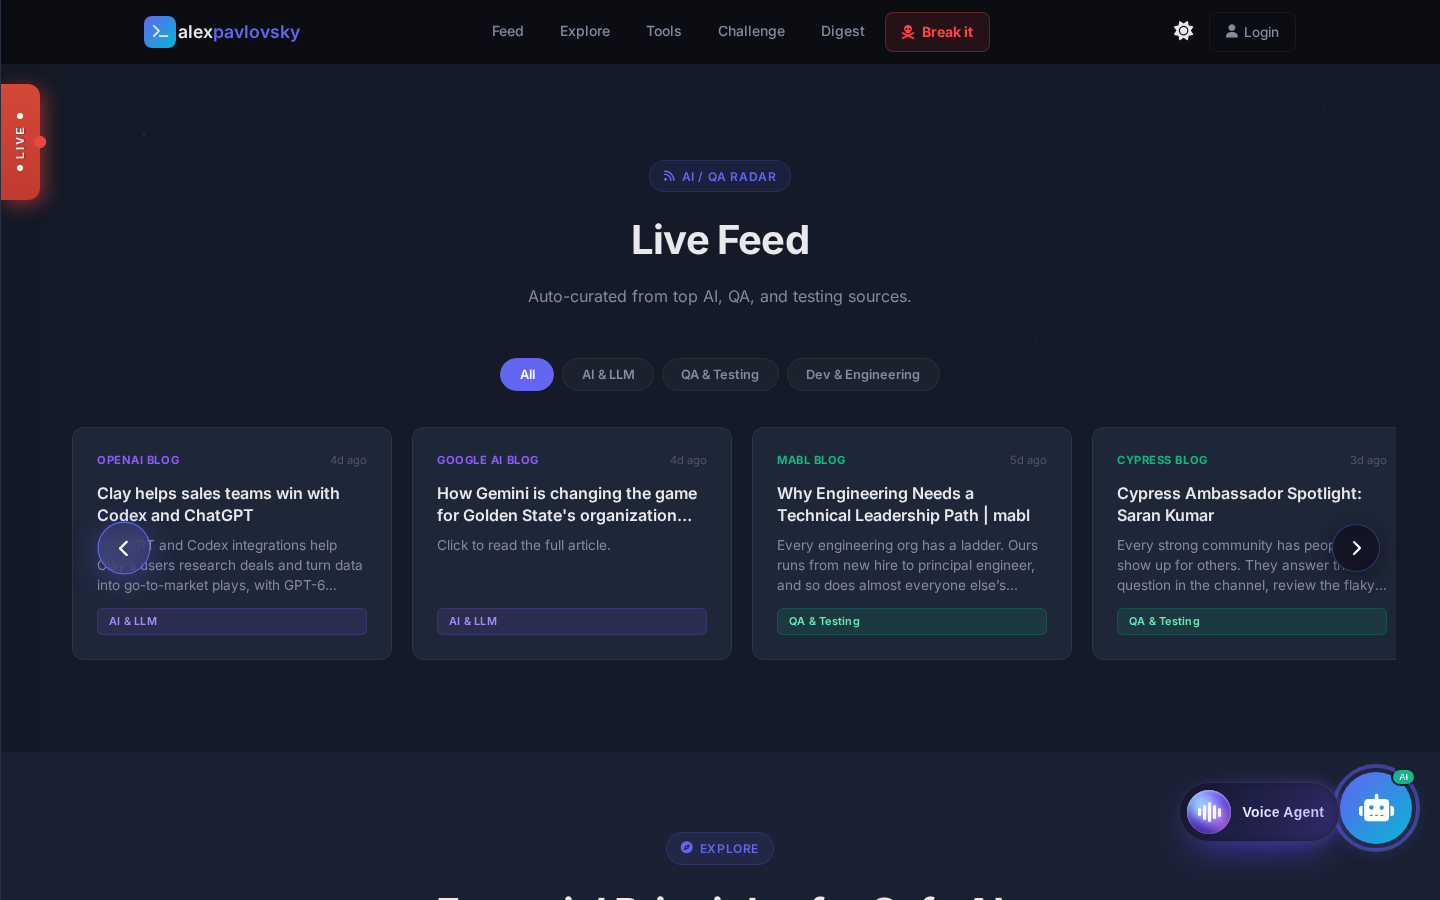 alexpavlovsky
Feed
Explore
Tools
Challenge
Digest
Break it
Login
LIVE
AI / QA RADAR
Live Feed
Auto-curated from top AI, QA, and testing sources.
All
AI & LLM
QA & Testing
Dev & Engineering
OPENAI BLOG
4d ago
Clay helps sales teams win with
Codex and ChatGPT
and Codex integrations help
users research deals and turn data
into go-to-market plays, with GPT-6...
AI & LLM
GOOGLE AI BLOG
4d ago
How Gemini is changing the game
for Golden State's organization...
Click to read the full article.
AI & LLM
MABL BLOG
5d ago
Why Engineering Needs a
Technical Leadership Path | mabl
Every engineering org has a ladder. Ours
runs from new hire to principal engineer,
and so does almost everyone else's...
QA & Testing
CYPRESS BLOG
3d ago
Cypress Ambassador Spotlight:
Saran Kumar
Every strong community has
show up for others. They answer
question in the channel, review the flaky...
QA & Testing
EXPLORE
Voice Agent
AI